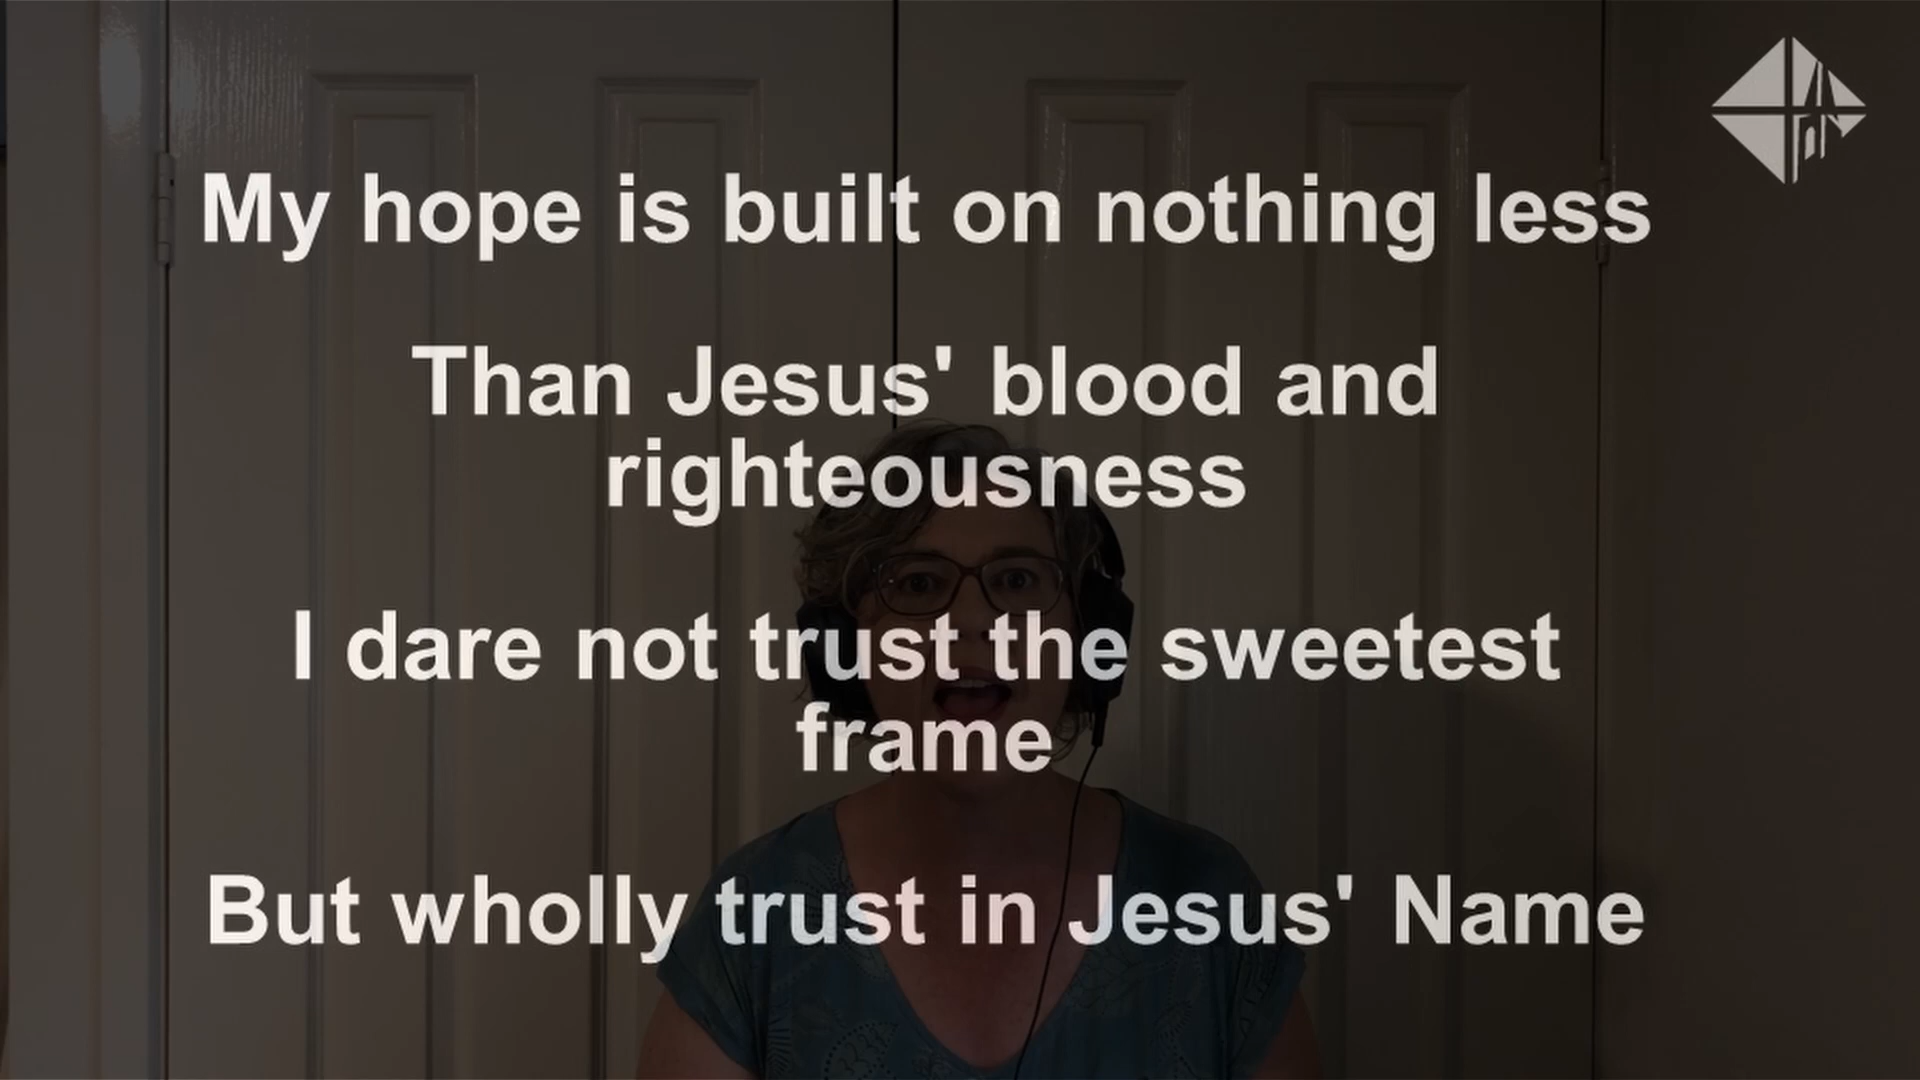 My hope is built on nothing less
Than Jesus' blood and
righteousness
I dare not trust the sweetest
frame
But wholly trust in Jesus' Name